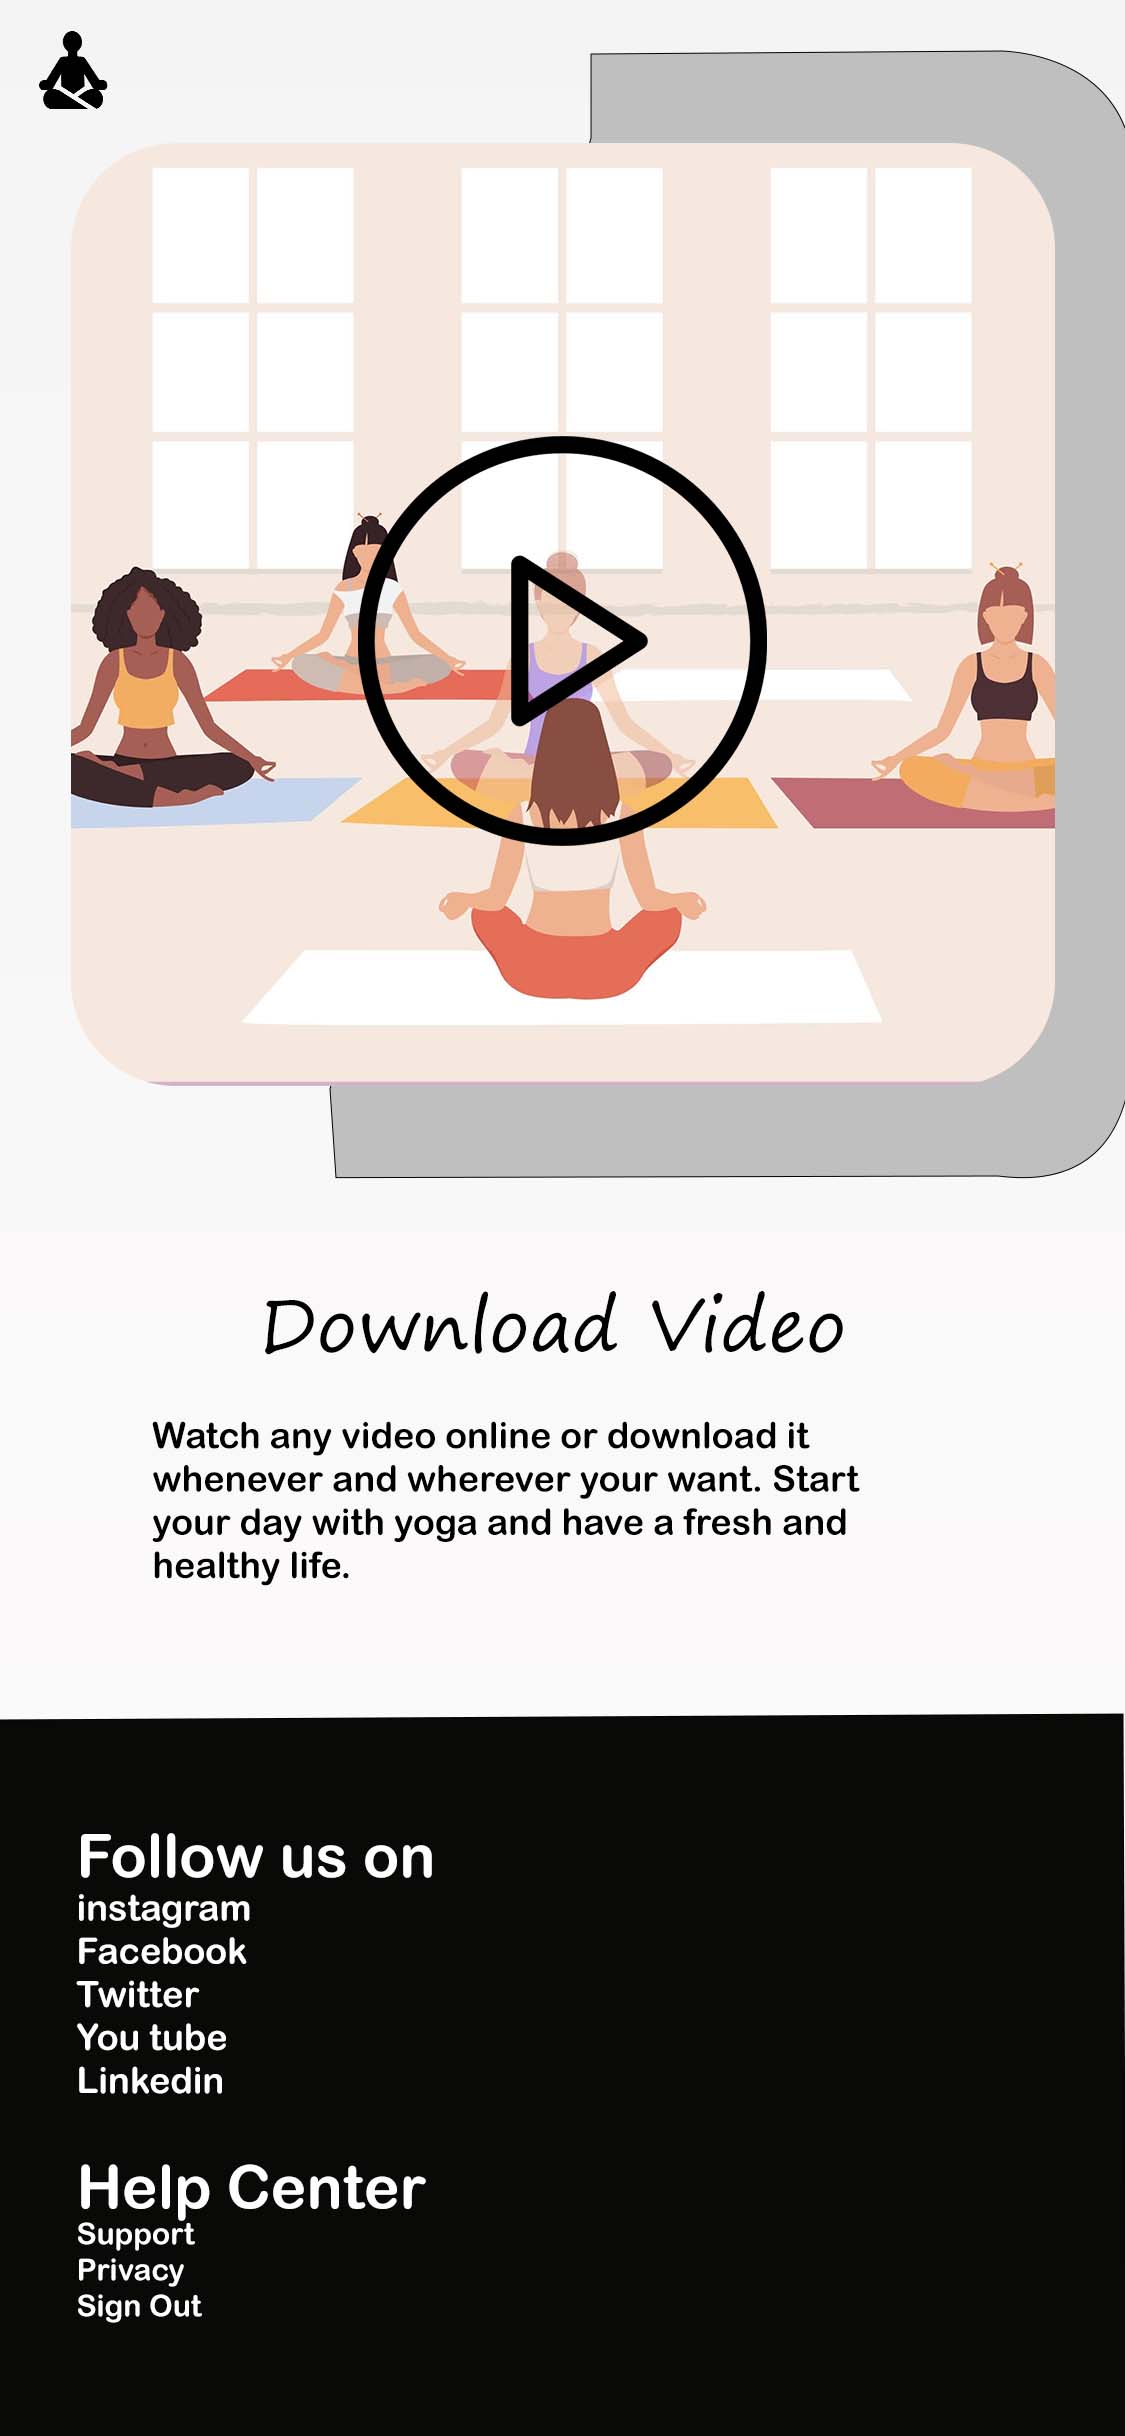 Download Video
Watch any video online or download it
whenever and wherever your want. Start
your day with yoga and have a fresh and
healthy life.
Follow us on
instagram
Facebook
Twitter
You tube
Linkedin
Help Center
Support
Privacy
Sign Out